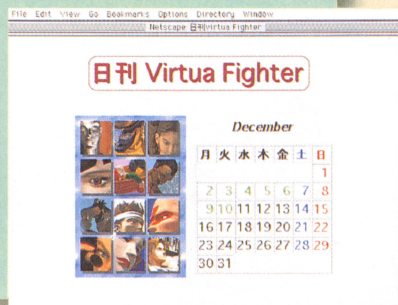 File Edit View Go Bookmarks Options Directory Window
Netscape 日刊virtua Fighter
日刊 Virtua Fighter
December
月 火 水 木 金 土 日
1
2 3 4 5 6 7 8
9 10 11 12 13 14 15
16 17 18 19 20 21 22
23 24 25 26 27 28 29
30 31